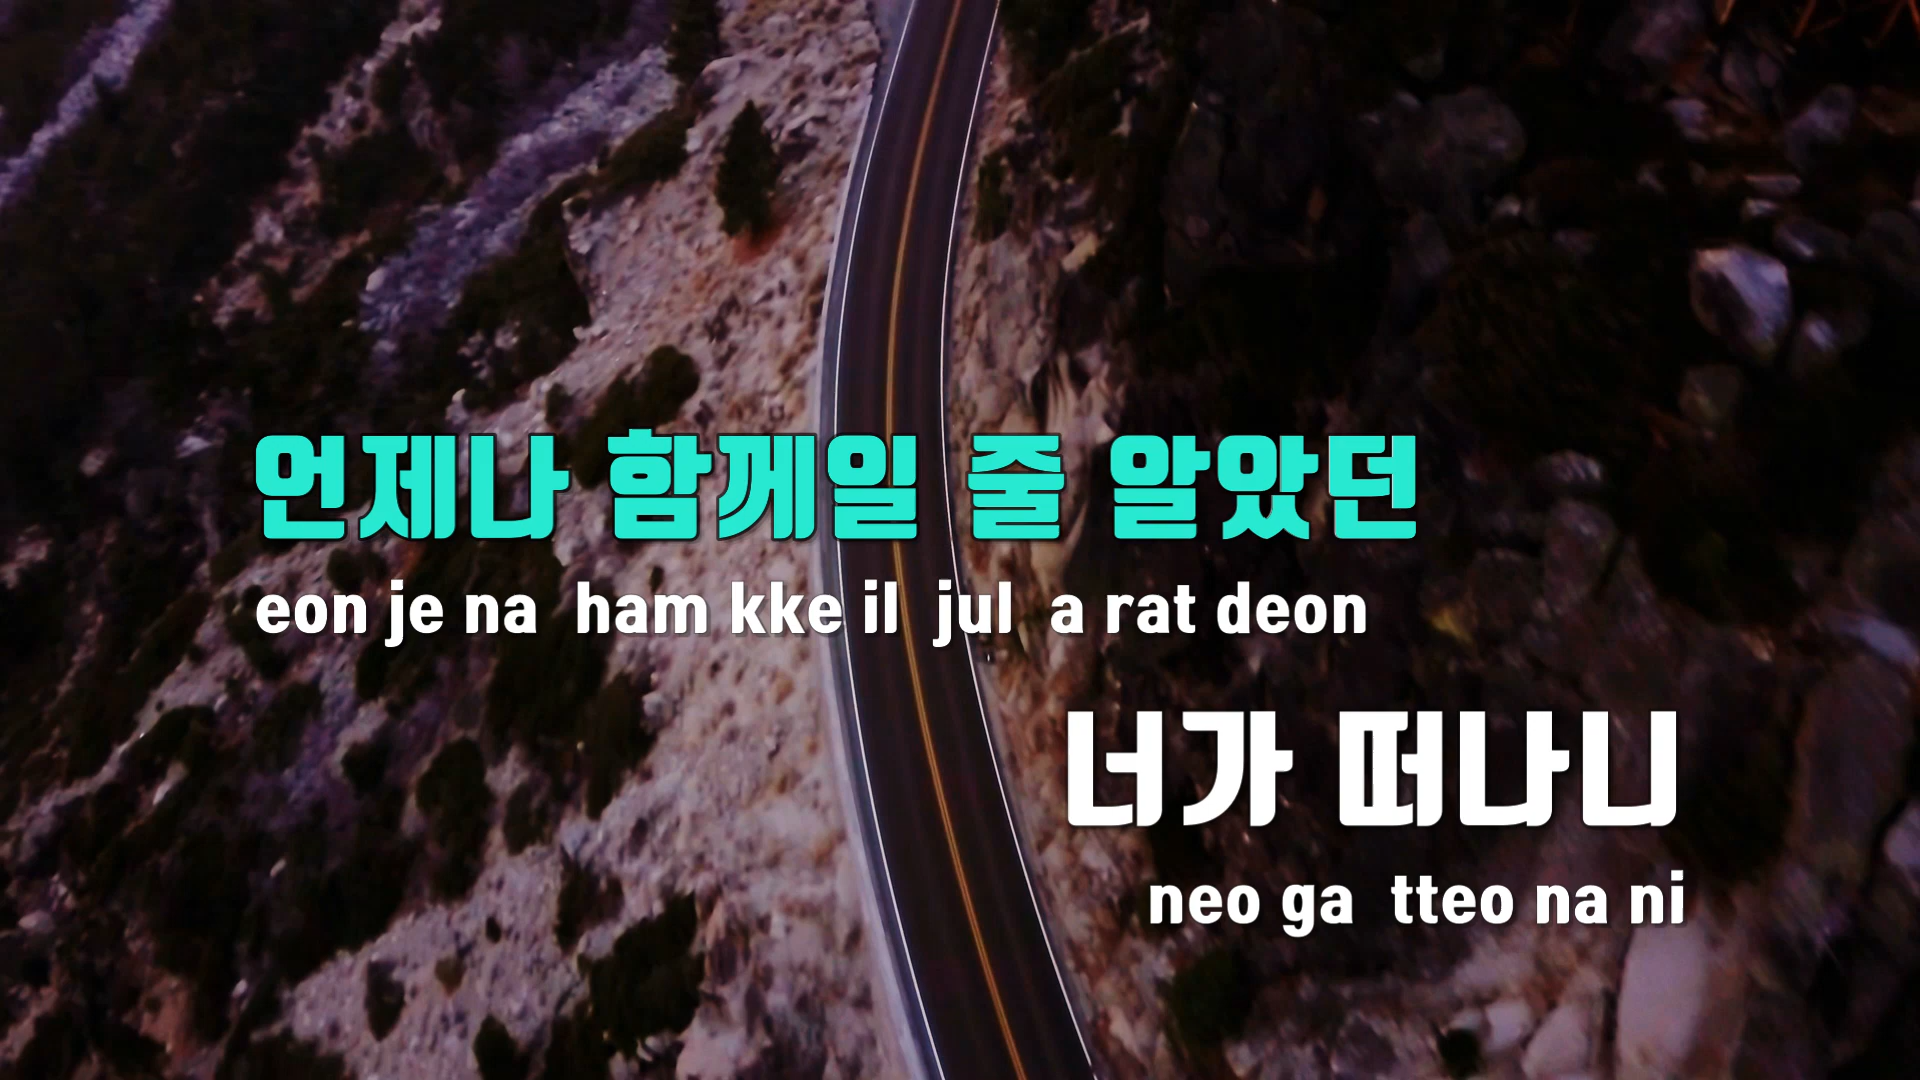 언제나 함께일 줄 알았던
eon je na ham kke il jul a rat deon
너가 떠나니
neo ga tteo na ni